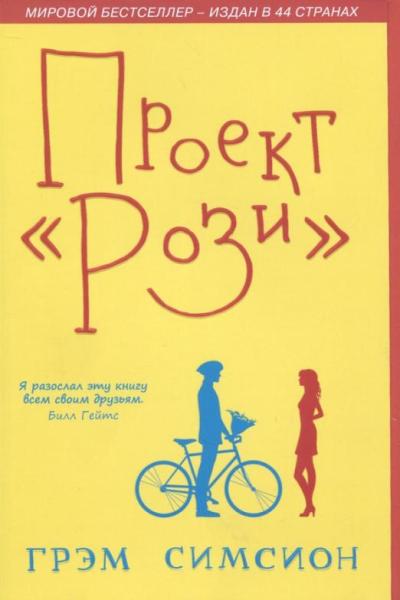 МИРОВОЙ БЕСТСЕЛЛЕР – ИЗДАН В 44 СТРАНАХ
Проект
«Рози»
Я разослал эту книгу
всем своим друзьям.
Билл Гейтс
ГРЭМ СИМСИОН